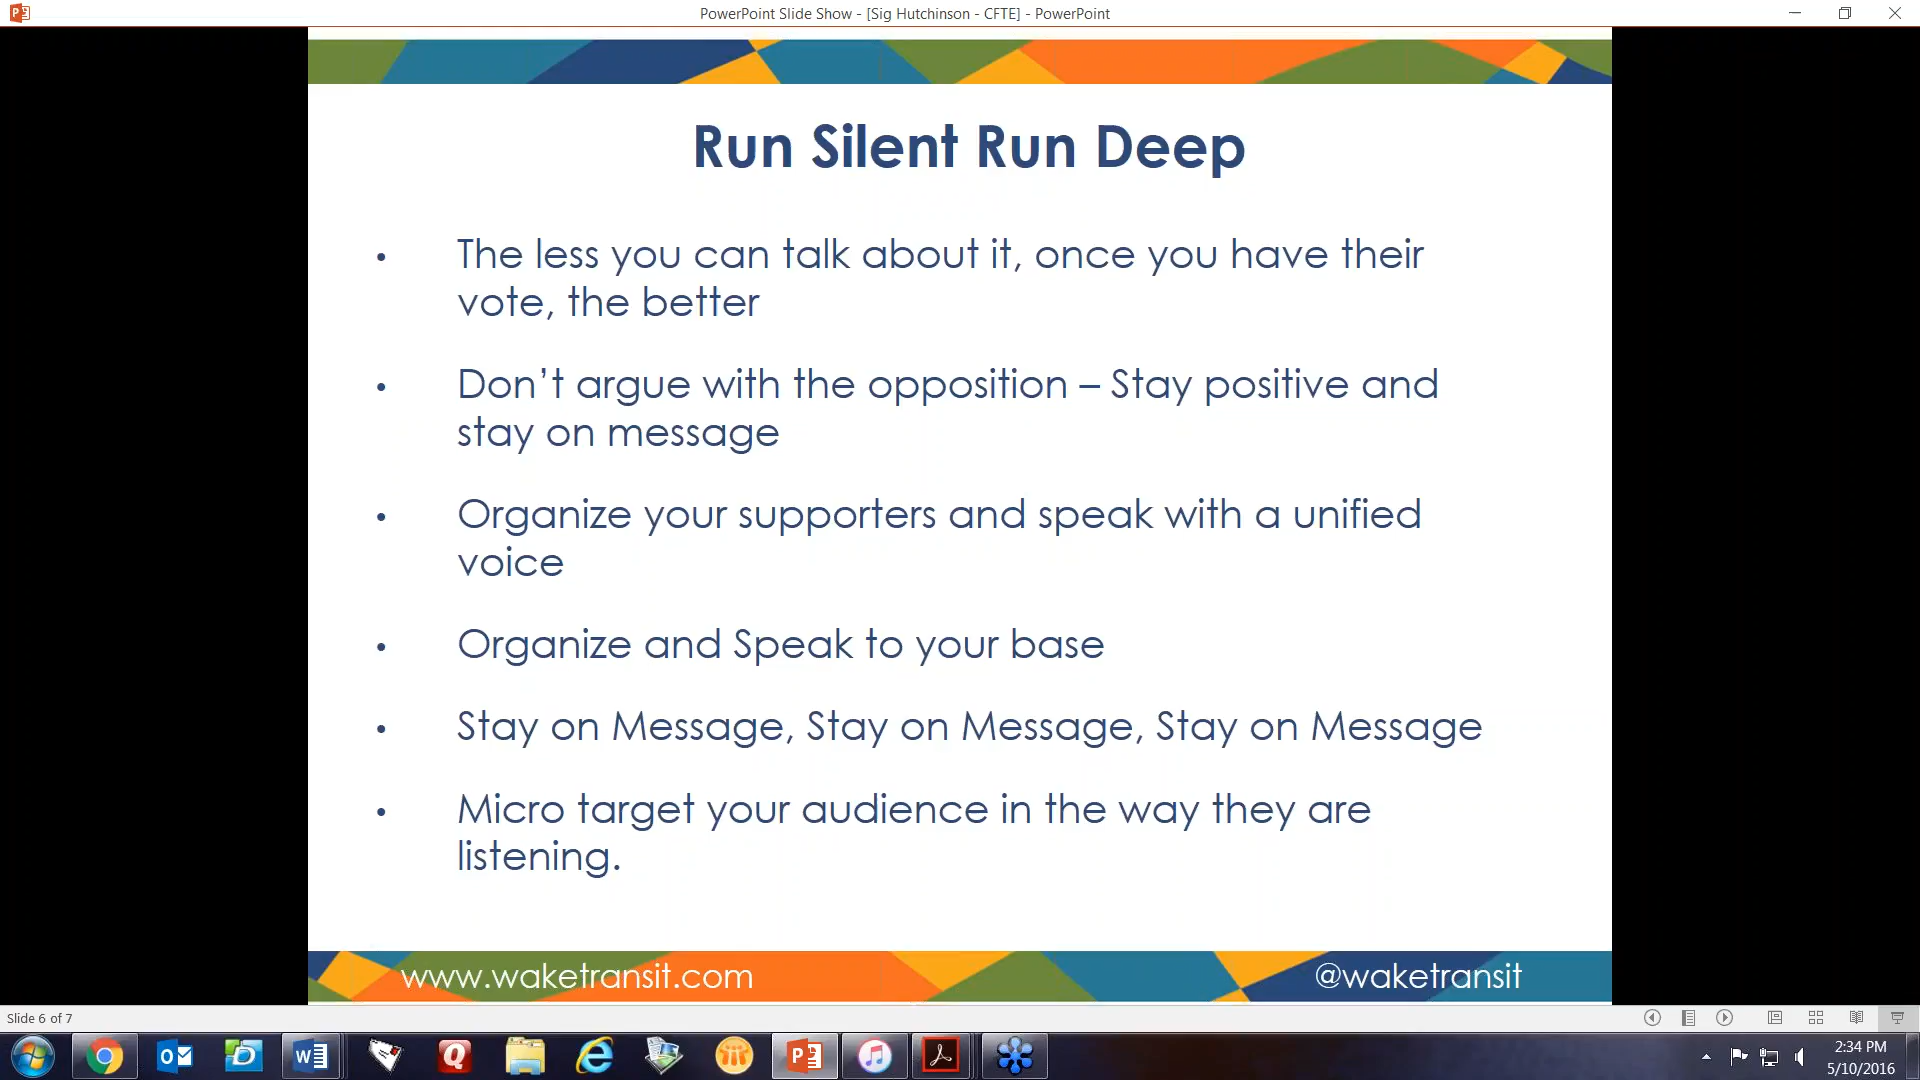 PowerPoint Slide Show - [Sig Hutchinson - CFTE] - PowerPoint
Run Silent Run Deep
• The less you can talk about it, once you have their
vote, the better
• Don’t argue with the opposition – Stay positive and
stay on message
• Organize your supporters and speak with a unified
voice
• Organize and Speak to your base
• Stay on Message, Stay on Message, Stay on Message
• Micro target your audience in the way they are
listening.
www.waketransit.com
@waketransit
Slide 6 of 7
2:34 PM
5/10/2016